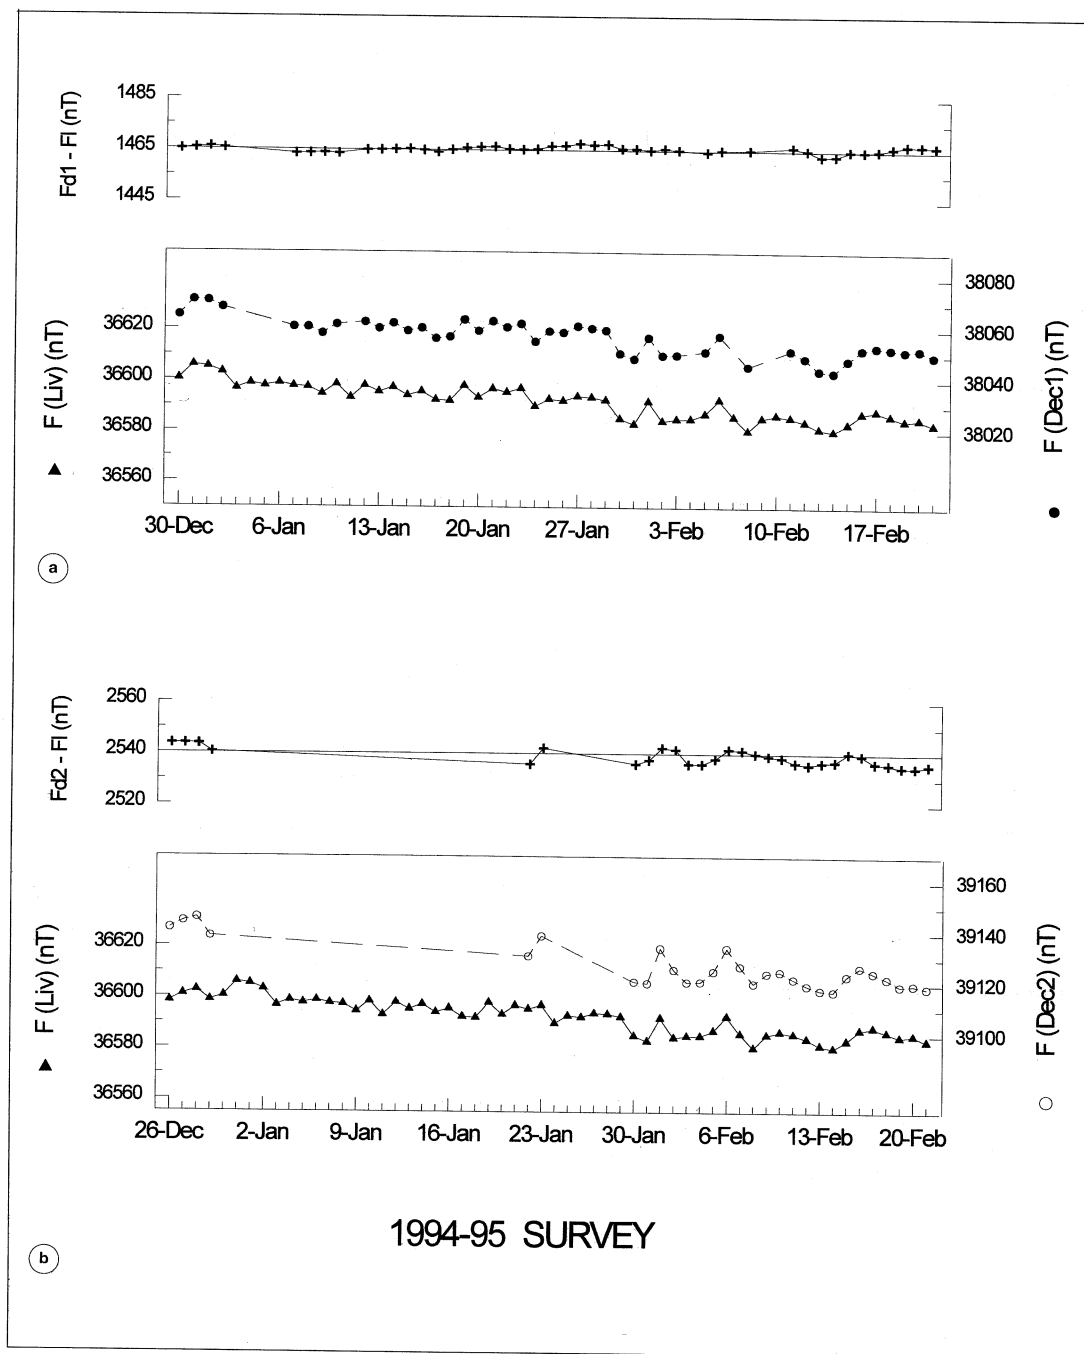 Fd1 - Fl (nT)
1485
1465
1445
F (Liv) (nT)
36620
36600
36580
36560
38080
38060
38040
38020
F (Dec1) (nT)
30-Dec 6-Jan 13-Jan 20-Jan 27-Jan 3-Feb 10-Feb 17-Feb
a
Fd2 - Fl (nT)
2560
2540
2520
F (Liv) (nT)
36620
36600
36580
36560
39160
39140
39120
39100
F (Dec2) (nT)
26-Dec 2-Jan 9-Jan 16-Jan 23-Jan 30-Jan 6-Feb 13-Feb 20-Feb
1994-95 SURVEY
b